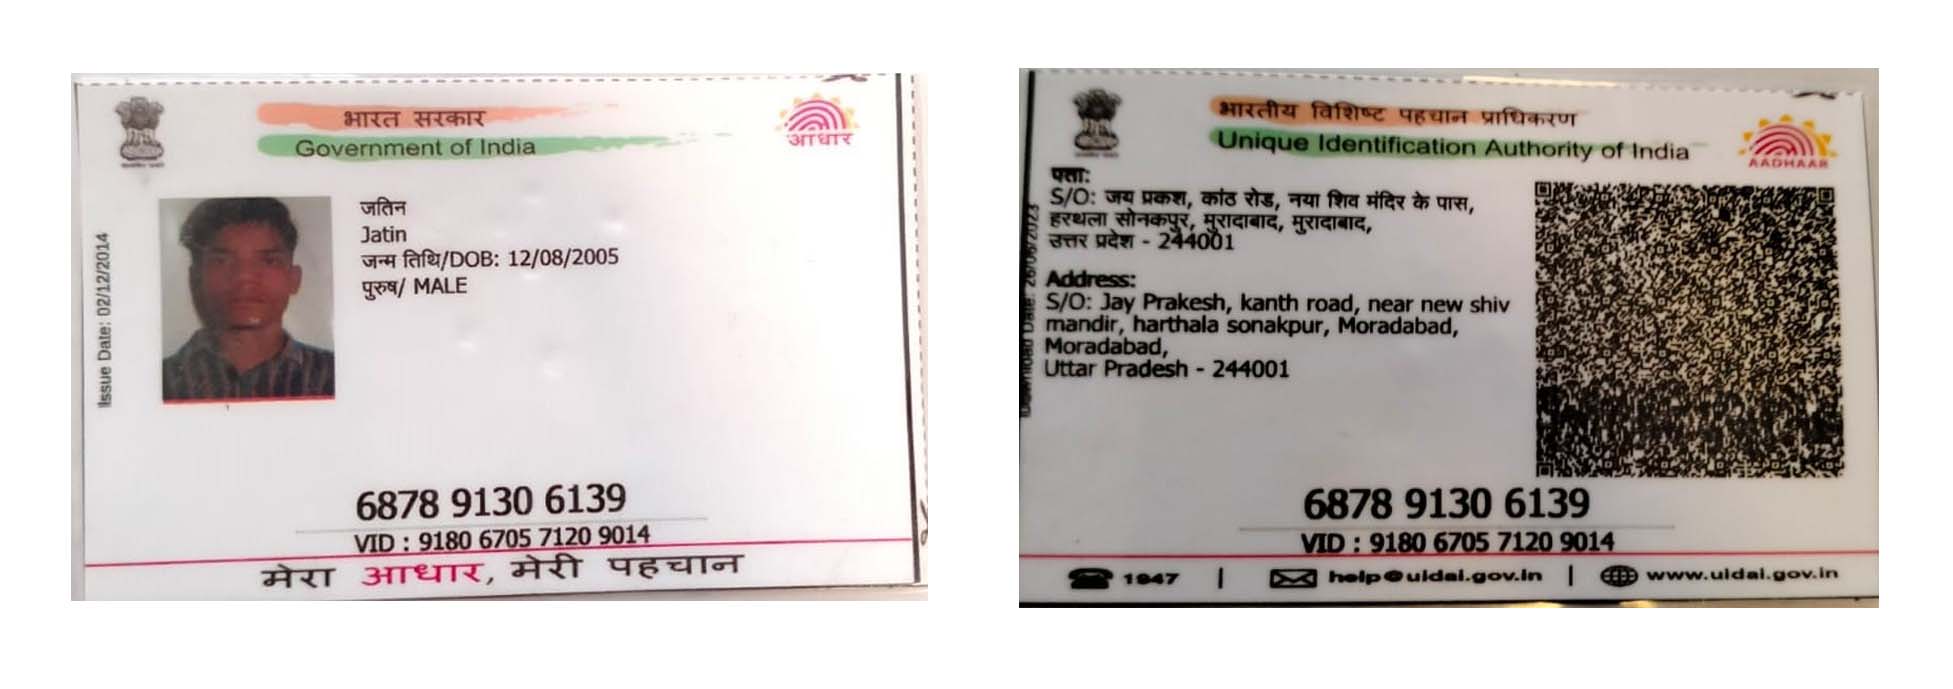 भारत सरकार
Government of India
आधार
Issue Date: 02/12/2014
जतिन
Jatin
जन्म तिथि/DOB: 12/08/2005
पुरुष/ MALE
6878 9130 6139
VID : 9180 6705 7120 9014
मेरा आधार, मेरी पहचान
भारतीय विशिष्ट पहचान प्राधिकरण
Unique Identification Authority of India
AADHAAR
पता:
S/O: जय प्रकश, कांठ रोड, नया शिव मंदिर के पास,
हरथला सोनकपुर, मुरादाबाद, मुरादाबाद,
उत्तर प्रदेश - 244001
Address:
S/O: Jay Prakesh, kanth road, near new shiv
mandir, harthala sonakpur, Moradabad,
Moradabad,
Uttar Pradesh - 244001
6878 9130 6139
VID : 9180 6705 7120 9014
1947 | help@uidai.gov.in | www.uidai.gov.in